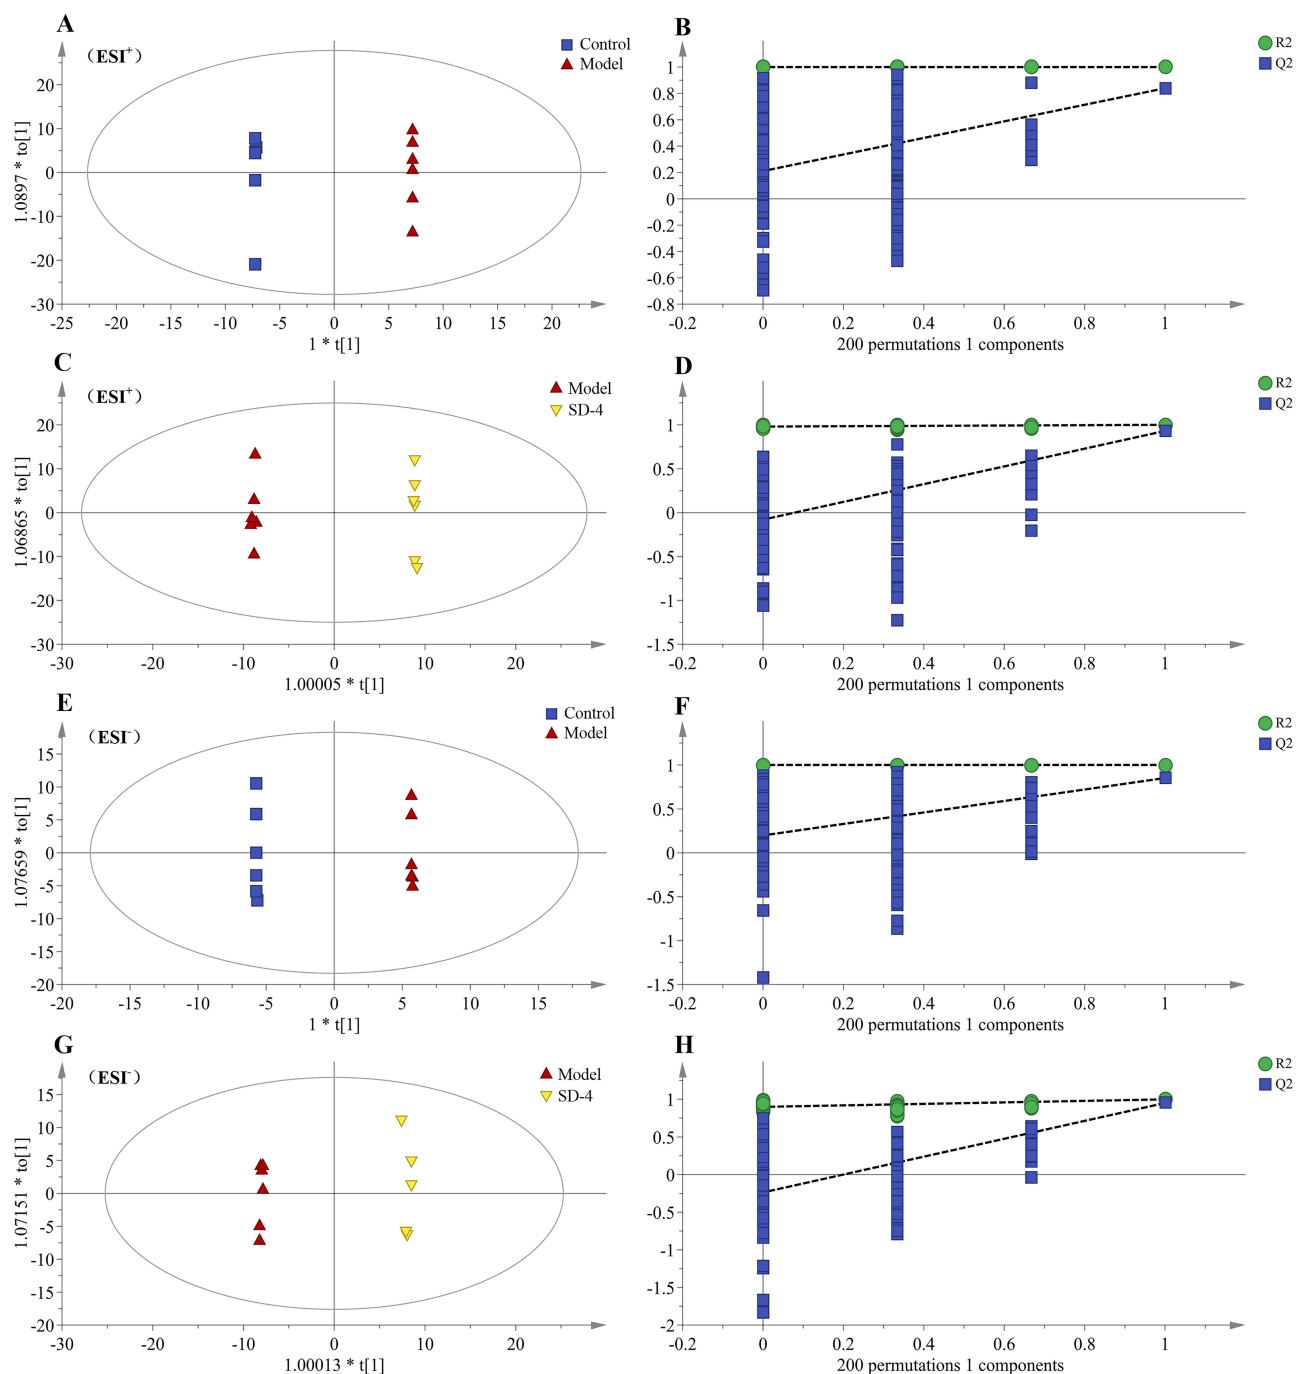 A
(ESI+)
Control
Model
20
10
0
-10
-20
-30
1.0897 * to[1]
-25 -20 -15 -10 -5 0 5 10 15 20
1 * t[1]
B
R2
Q2
1
0.8
0.6
0.4
0.2
0
-0.2
-0.4
-0.6
-0.8
-0.2 0 0.2 0.4 0.6 0.8 1
200 permutations 1 components
C
(ESI+)
Model
SD-4
20
10
0
-10
-20
-30
1.06865 * to[1]
-30 -20 -10 0 10 20
1.00005 * t[1]
D
R2
Q2
1
0.5
0
-0.5
-1
-1.5
-0.2 0 0.2 0.4 0.6 0.8 1
200 permutations 1 components
E
(ESI-)
Control
Model
15
10
5
0
-5
-10
-15
-20
1.07659 * to[1]
-20 -15 -10 -5 0 5 10 15
1 * t[1]
F
R2
Q2
1
0.5
0
-0.5
-1
-1.5
-0.2 0 0.2 0.4 0.6 0.8 1
200 permutations 1 components
G
(ESI-)
Model
SD-4
15
10
5
0
-5
-10
-15
-20
1.07151 * to[1]
-30 -20 -10 0 10 20
1.00013 * t[1]
H
R2
Q2
1
0.5
0
-0.5
-1
-1.5
-2
-0.2 0 0.2 0.4 0.6 0.8 1
200 permutations 1 components